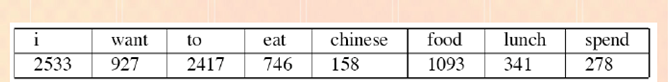 i want to eat chinese food lunch spend
2533 927 2417 746 158 1093 341 278